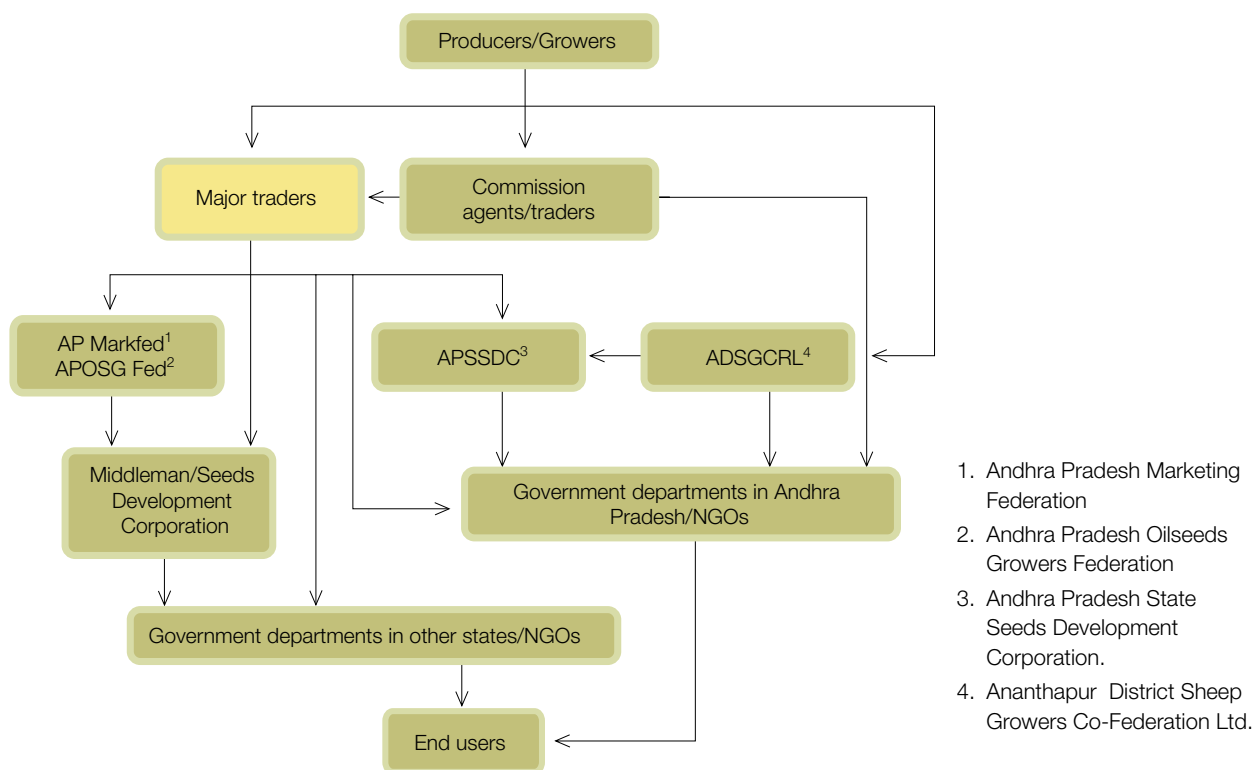 Producers/Growers
Major traders
Commission
agents/traders
AP Markfed1
APOSG Fed2
APSSDC3
ADSGCRL4
Middleman/Seeds
Development
Corporation
Government departments in Andhra
Pradesh/NGOs
Government departments in other states/NGOs
End users
1. Andhra Pradesh Marketing
Federation
2. Andhra Pradesh Oilseeds
Growers Federation
3. Andhra Pradesh State
Seeds Development
Corporation.
4. Ananthapur District Sheep
Growers Co-Federation Ltd.